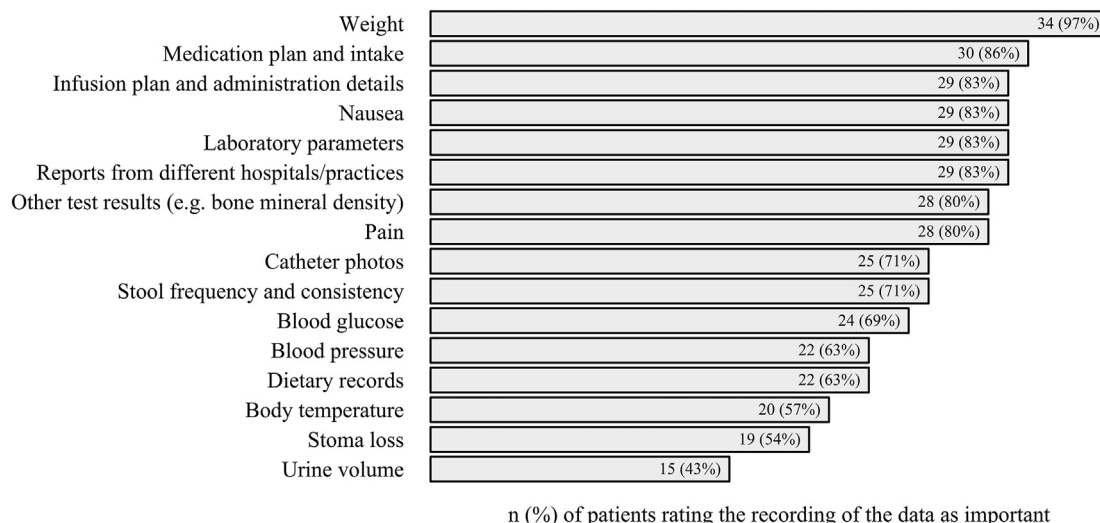 Weight 34 (97%)
Medication plan and intake 30 (86%)
Infusion plan and administration details 29 (83%)
Nausea 29 (83%)
Laboratory parameters 29 (83%)
Reports from different hospitals/practices 29 (83%)
Other test results (e.g. bone mineral density) 28 (80%)
Pain 28 (80%)
Catheter photos 25 (71%)
Stool frequency and consistency 25 (71%)
Blood glucose 24 (69%)
Blood pressure 22 (63%)
Dietary records 22 (63%)
Body temperature 20 (57%)
Stoma loss 19 (54%)
Urine volume 15 (43%)
n (%) of patients rating the recording of the data as important